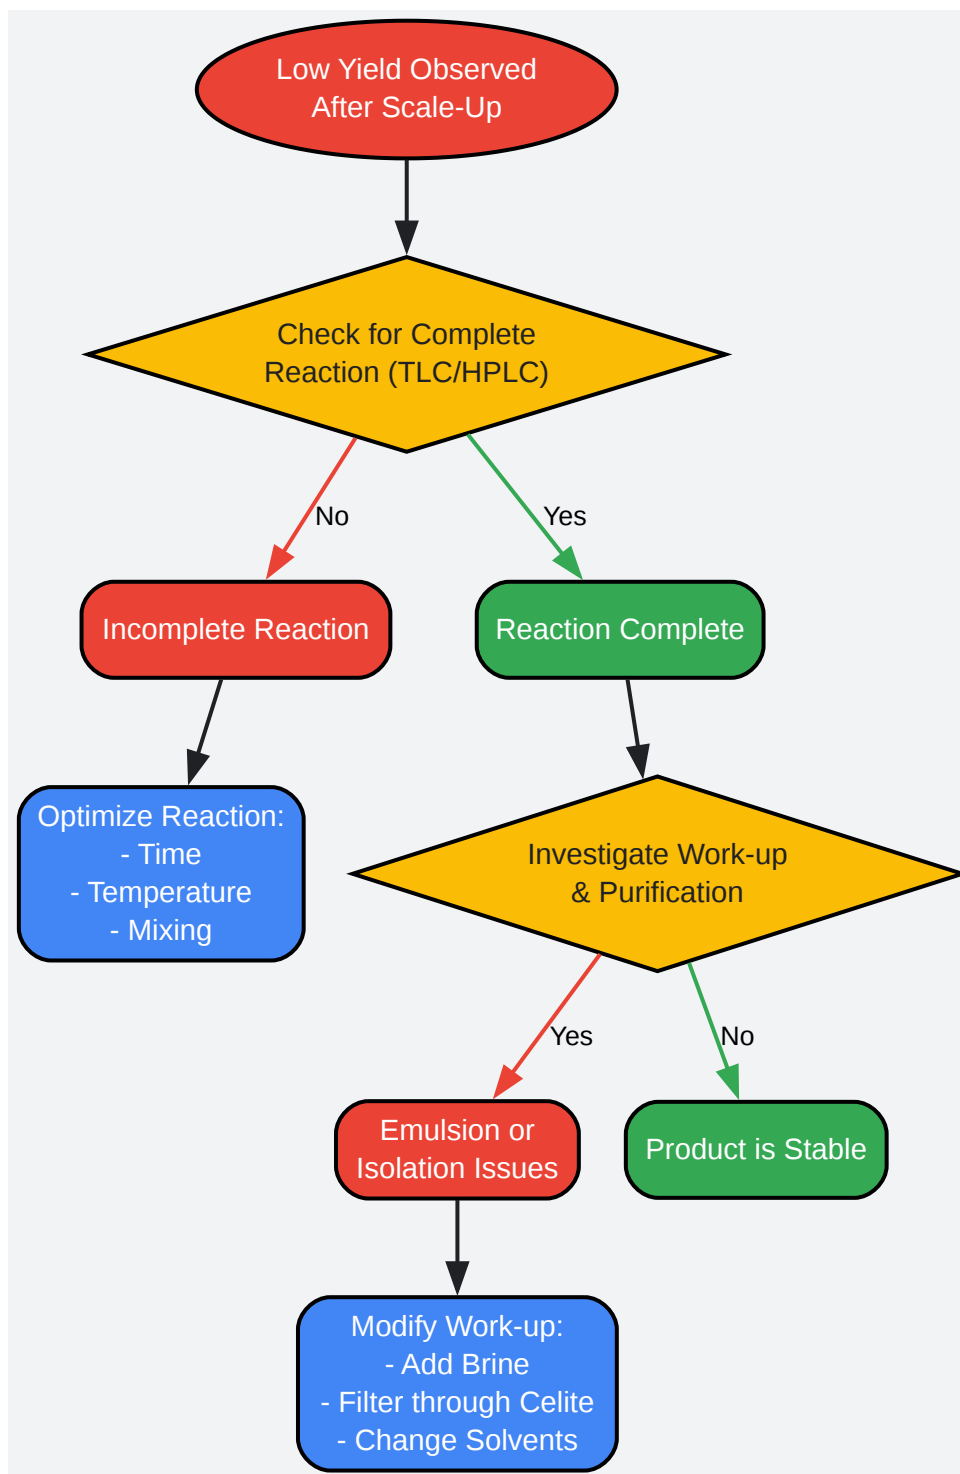 Low Yield Observed
After Scale-Up
Check for Complete
Reaction (TLC/HPLC)
No
Yes
Incomplete Reaction
Reaction Complete
Optimize Reaction:
- Time
- Temperature
- Mixing
Investigate Work-up
& Purification
Yes
No
Emulsion or
Isolation Issues
Product is Stable
Modify Work-up:
- Add Brine
- Filter through Celite
- Change Solvents